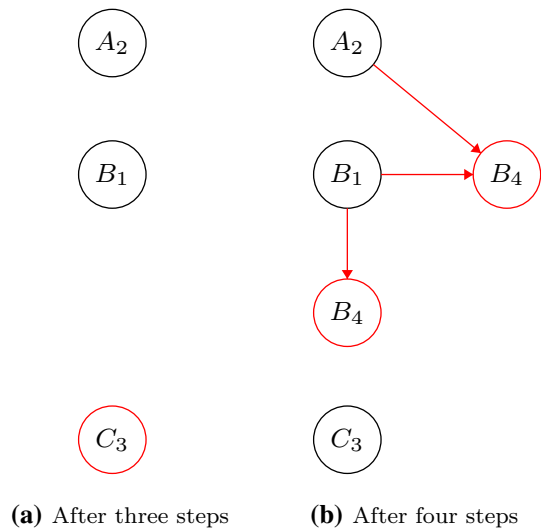 A₂ A₂
B₁ B₁ B₄
B₄
C₃ C₃
(a) After three steps (b) After four steps